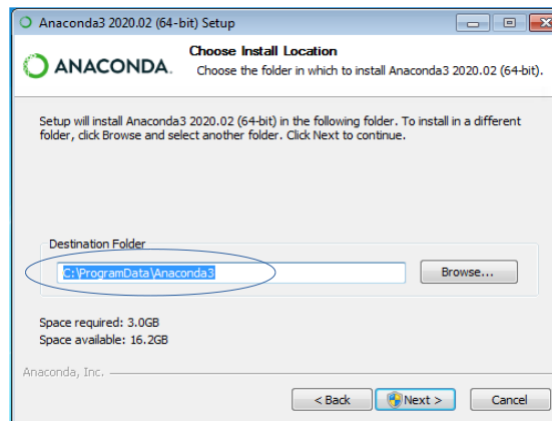 Anaconda3 2020.02 (64-bit) Setup
ANACONDA.
Choose Install Location
Choose the folder in which to install Anaconda3 2020.02 (64-bit).
Setup will install Anaconda3 2020.02 (64-bit) in the following folder. To install in a different
folder, click Browse and select another folder. Click Next to continue.
Destination Folder
C:\ProgramData\Anaconda3
Browse...
Space required: 3.0GB
Space available: 16.2GB
Anaconda, Inc.
< Back
Next >
Cancel